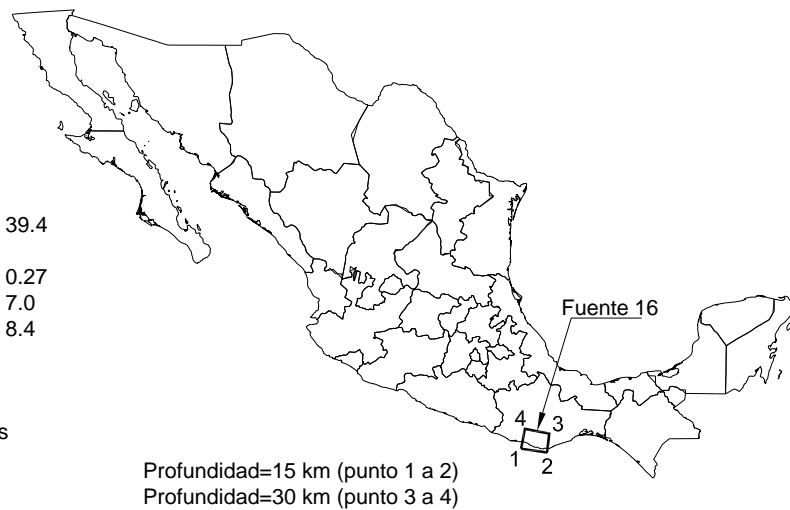 39.4
0.27
7.0
8.4
s
Fuente 16
4 3
1 2
Profundidad=15 km (punto 1 a 2)
Profundidad=30 km (punto 3 a 4)